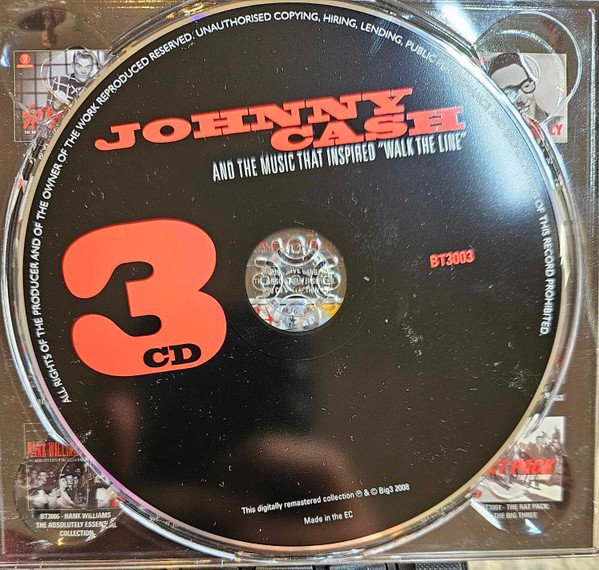 ALL RIGHTS OF THE PRODUCER AND OF THE OWNER OF THE WORK REPRODUCED RESERVED. UNAUTHORISED COPYING, HIRING, LENDING, PUBLIC
OF THIS RECORD PROHIBITED.
JOHNNY
CASH
AND THE MUSIC THAT INSPIRED "WALK THE LINE"
BT3003
3
CD
This digitally remastered collection ℗ & © Big3 2008
Made in the EC
HANK WILLIAMS
BT3005 - HANK WILLIAMS
THE ABSOLUTELY ESSENTIAL
COLLECTION
PACK
- THE RAT PACK:
THE BIG THREE